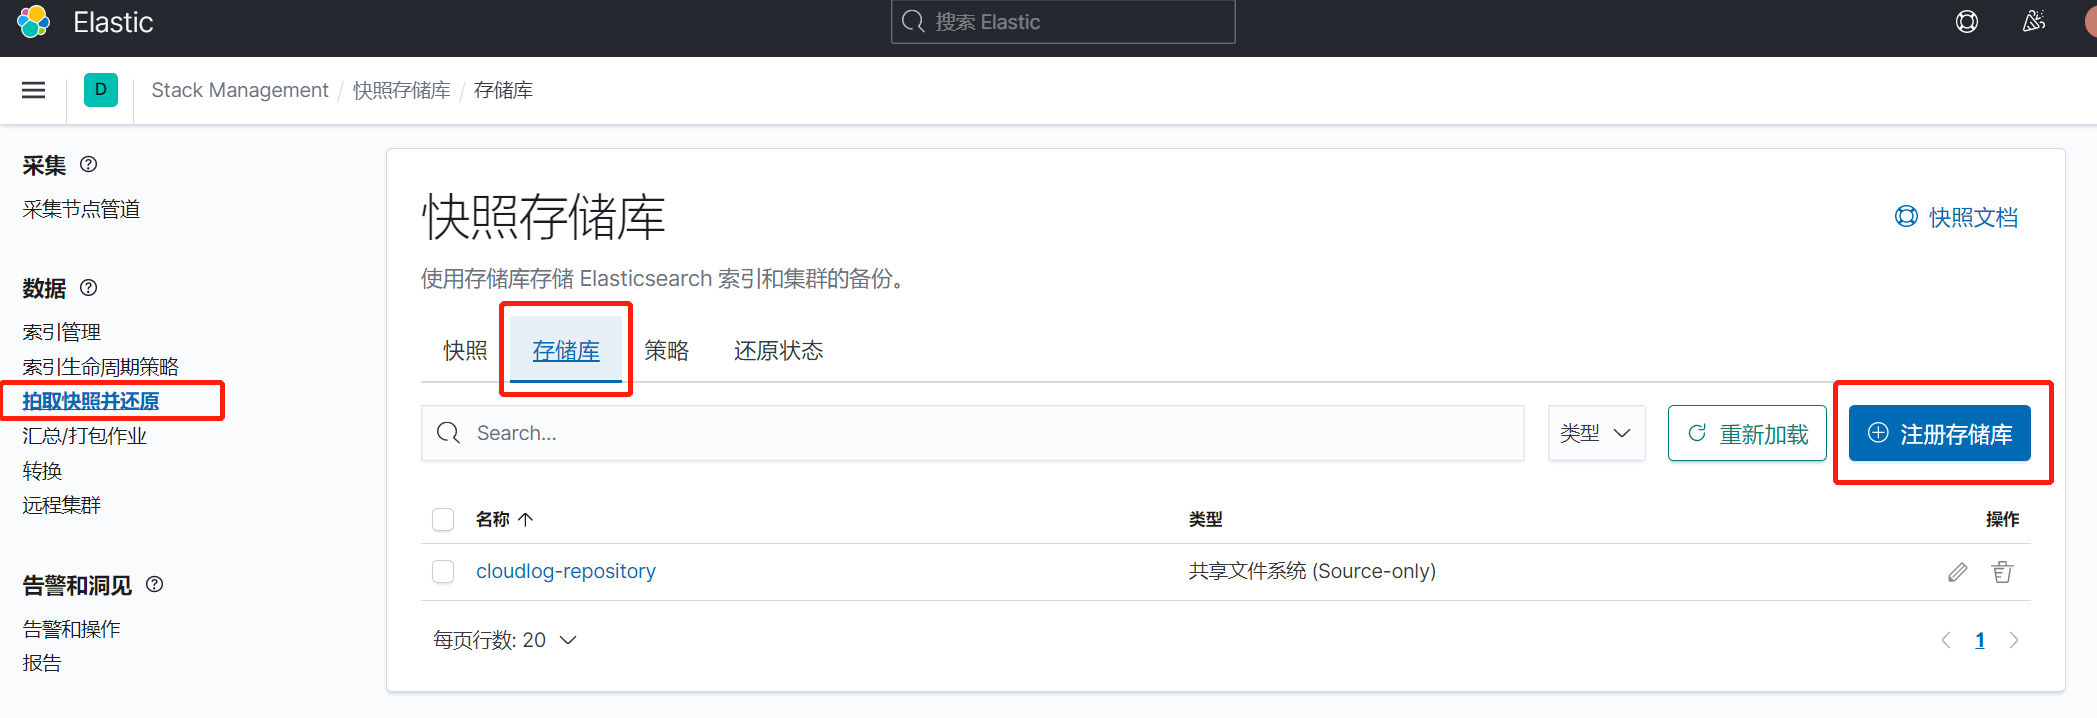 Elastic
搜索 Elastic
D
Stack Management / 快照存储库 / 存储库
采集
采集节点管道
数据
索引管理
索引生命周期策略
拍取快照并还原
汇总/打包作业
转换
远程集群
告警和洞见
告警和操作
报告
快照存储库
快照文档
使用存储库存储 Elasticsearch 索引和集群的备份。
快照 存储库 策略 还原状态
Search... 类型 重新加载 注册存储库
名称 类型 操作
cloudlog-repository 共享文件系统 (Source-only)
每页行数: 20 1